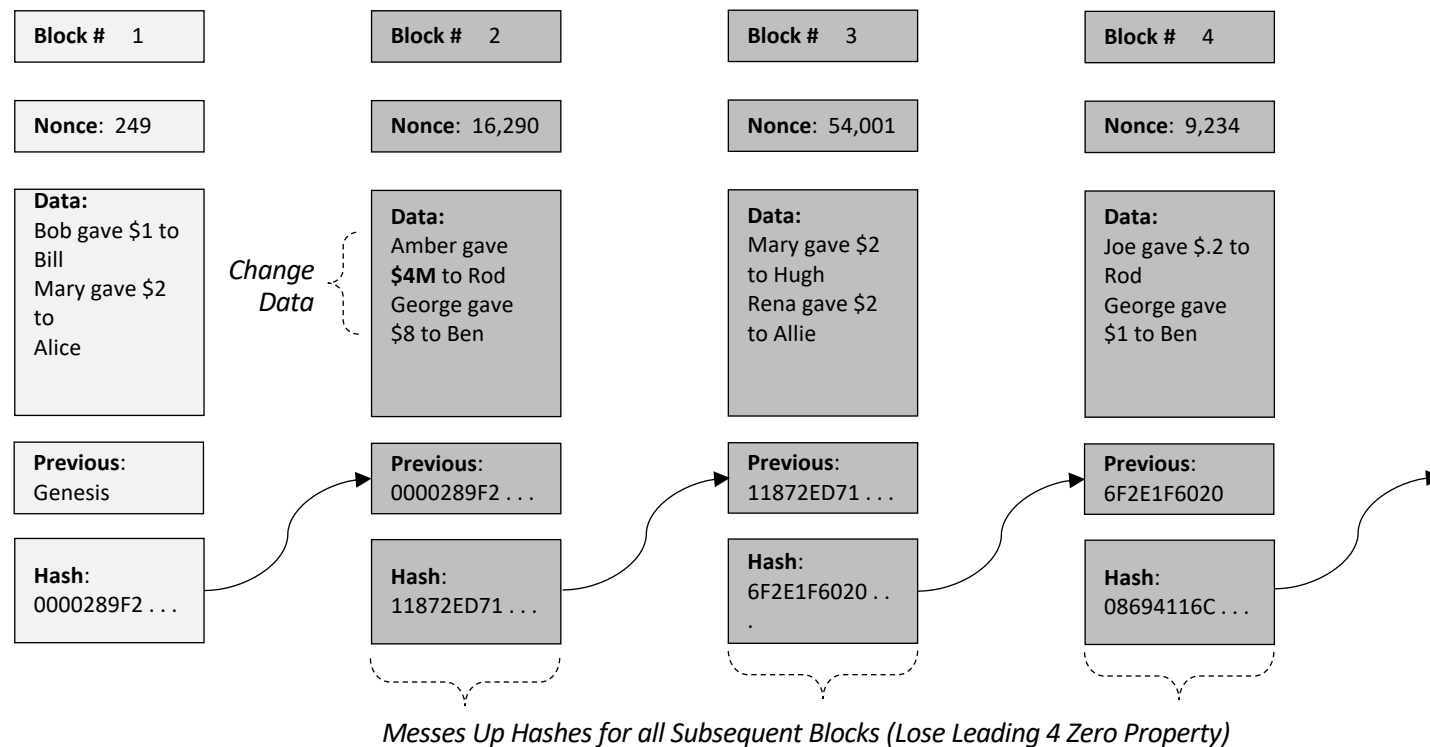 Block # 1
Nonce: 249
Data:
Bob gave $1 to
Bill
Mary gave $2
to
Alice
Previous:
Genesis
Hash:
0000289F2 . . .
Change
Data
Block # 2
Nonce: 16,290
Data:
Amber gave
$4M to Rod
George gave
$8 to Ben
Previous:
0000289F2 . . .
Hash:
11872ED71 . . .
Block # 3
Nonce: 54,001
Data:
Mary gave $2
to Hugh
Rena gave $2
to Allie
Previous:
11872ED71 . . .
Hash:
6F2E1F6020 . .
.
Block # 4
Nonce: 9,234
Data:
Joe gave $.2 to
Rod
George gave
$1 to Ben
Previous:
6F2E1F6020
Hash:
08694116C . . .
Messes Up Hashes for all Subsequent Blocks (Lose Leading 4 Zero Property)